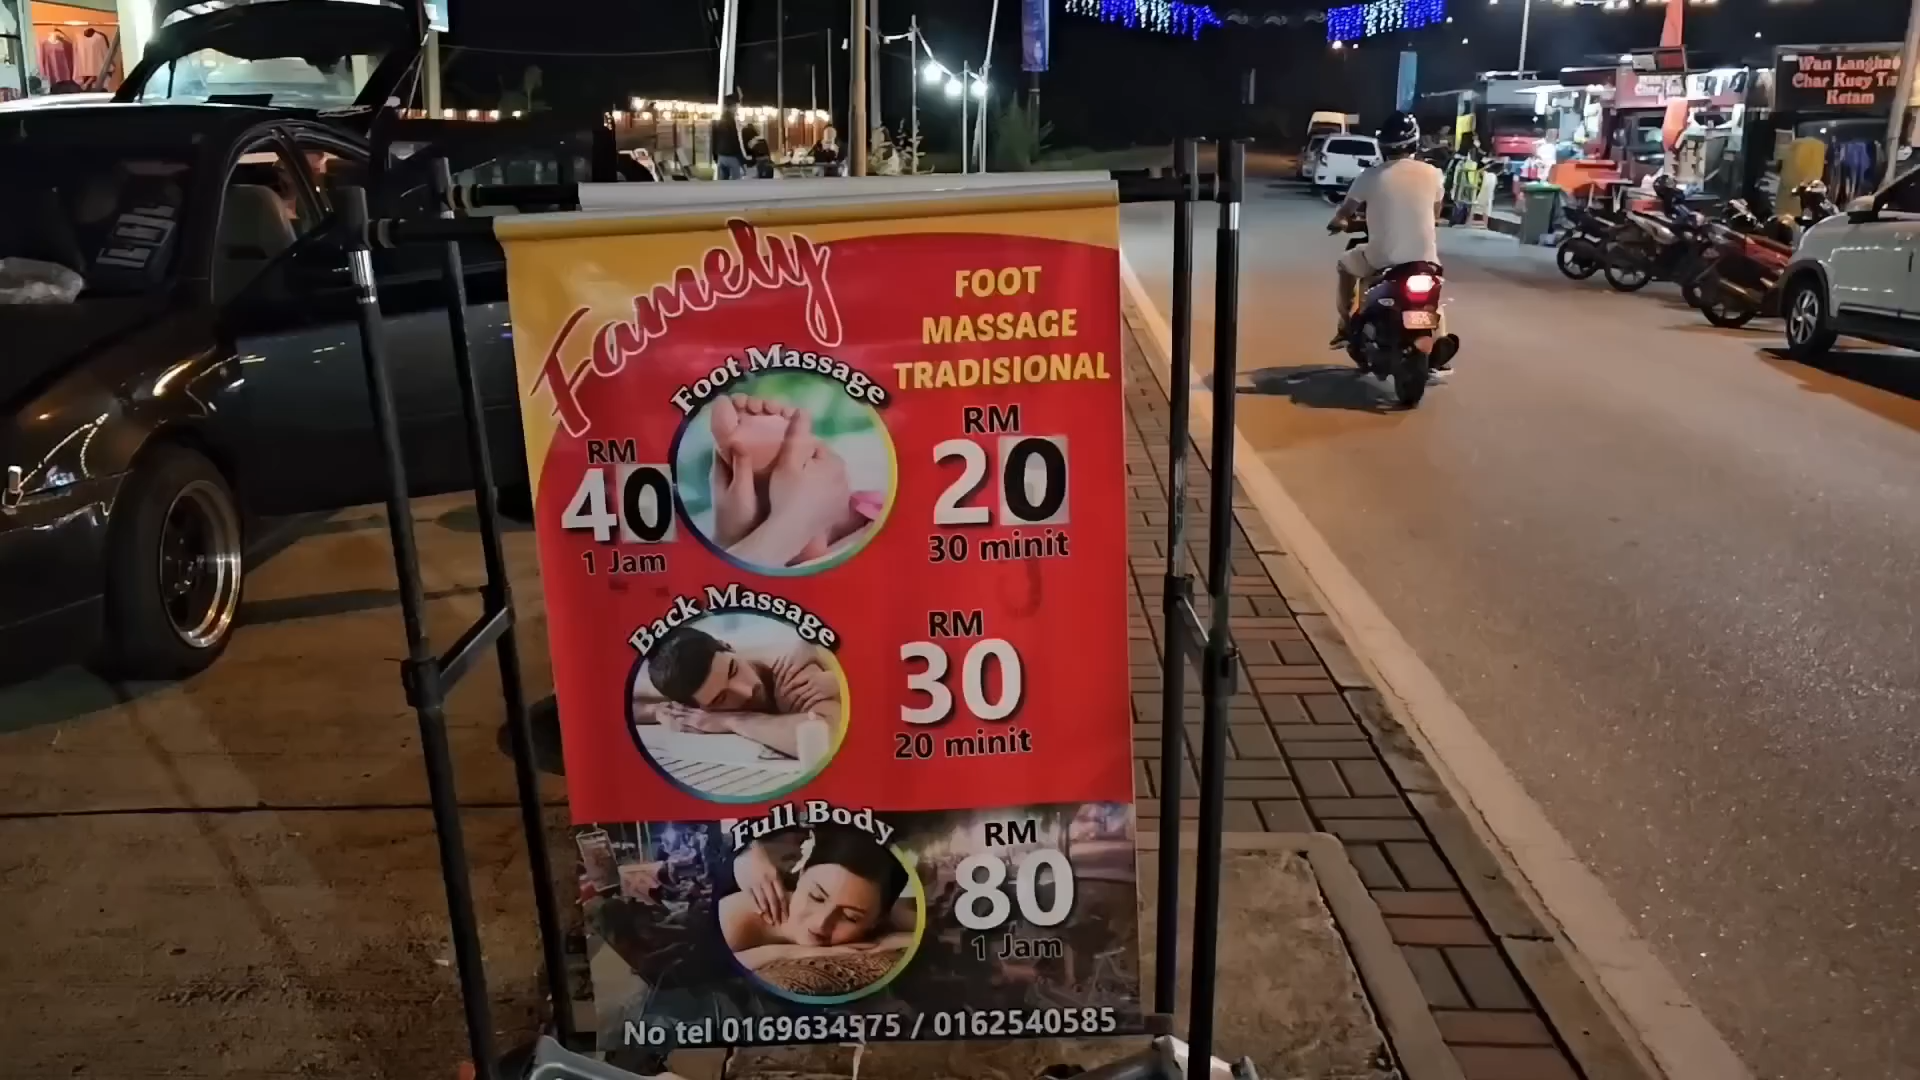 Famely
FOOT
MASSAGE
TRADISIONAL
Foot Massage
RM
40
1 Jam
RM
20
30 minit
Back Massage
RM
30
20 minit
Full Body
RM
80
1 Jam
No tel 0169634575 / 0162540585
Wan
Char Kuey
Ketam